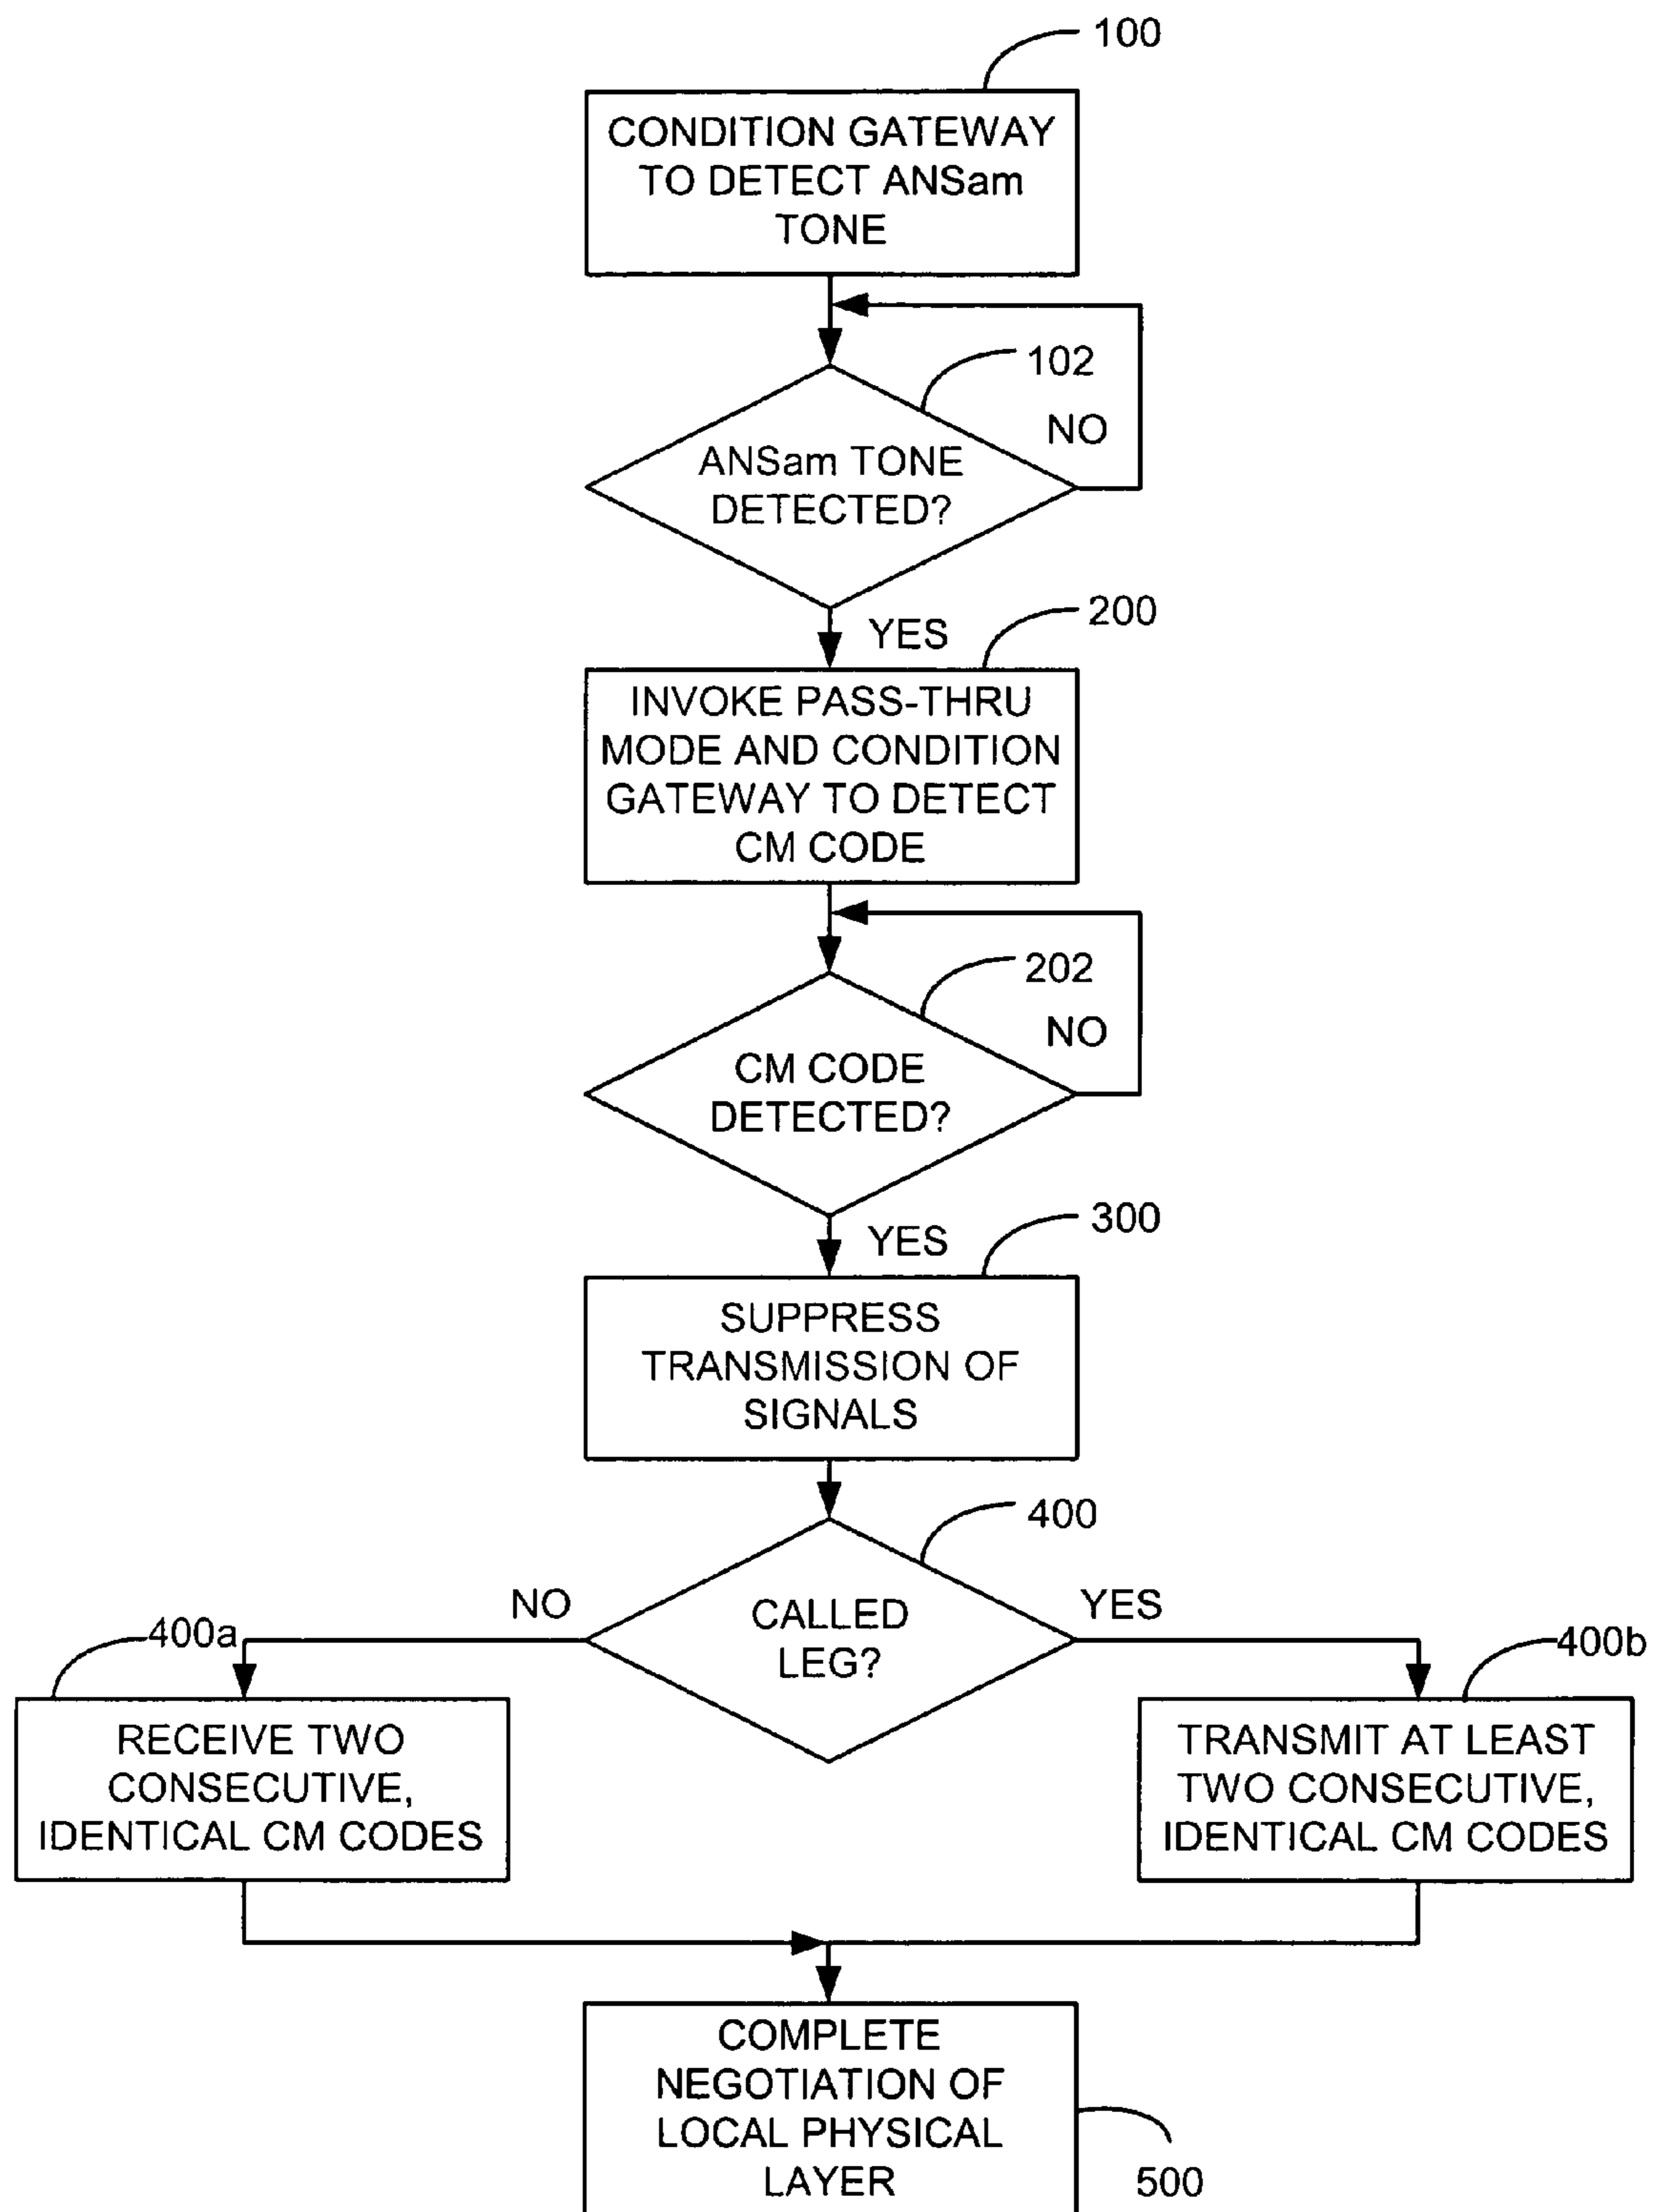 100
CONDITION GATEWAY
TO DETECT ANSam
TONE
102
NO
ANSam TONE
DETECTED?
YES
200
INVOKE PASS-THRU
MODE AND CONDITION
GATEWAY TO DETECT
CM CODE
202
NO
CM CODE
DETECTED?
YES
300
SUPPRESS
TRANSMISSION OF
SIGNALS
400
NO
YES
CALLED
LEG?
400a
400b
RECEIVE TWO
CONSECUTIVE,
IDENTICAL CM CODES
TRANSMIT AT LEAST
TWO CONSECUTIVE,
IDENTICAL CM CODES
COMPLETE
NEGOTIATION OF
LOCAL PHYSICAL
LAYER
500